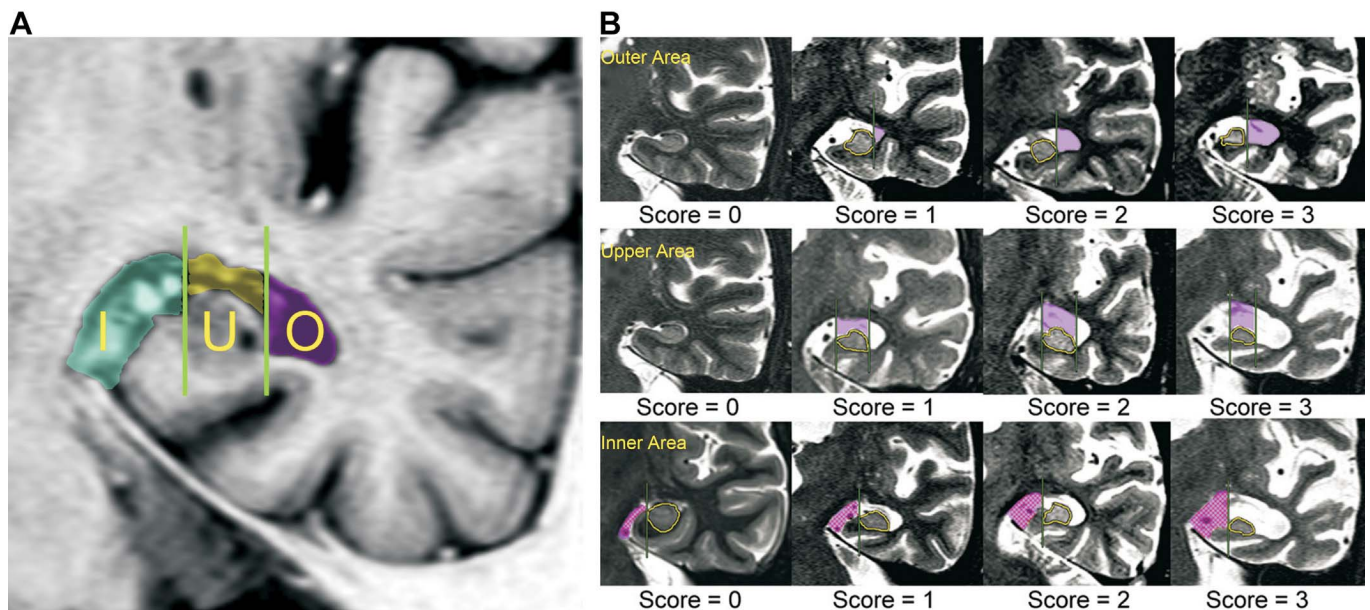 A
B
I U O
Outer Area
Score = 0 Score = 1 Score = 2 Score = 3
Upper Area
Score = 0 Score = 1 Score = 2 Score = 3
Inner Area
Score = 0 Score = 1 Score = 2 Score = 3